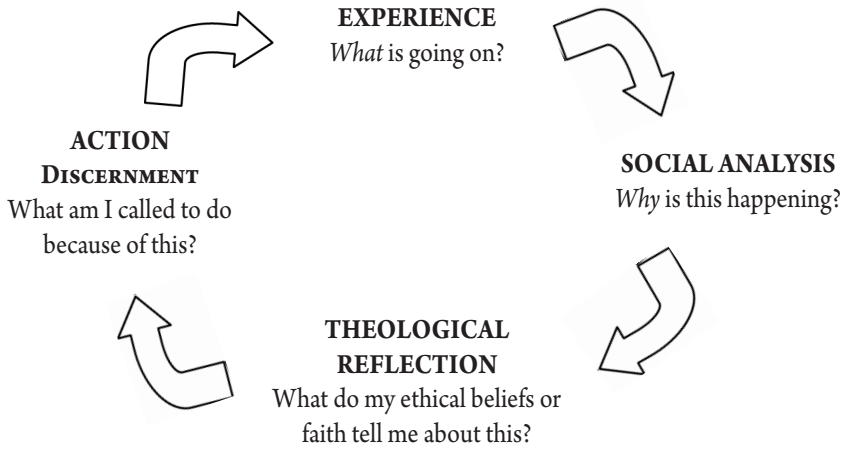 EXPERIENCE
What is going on?
SOCIAL ANALYSIS
Why is this happening?
THEOLOGICAL
REFLECTION
What do my ethical beliefs or
faith tell me about this?
ACTION
Discernment
What am I called to do
because of this?